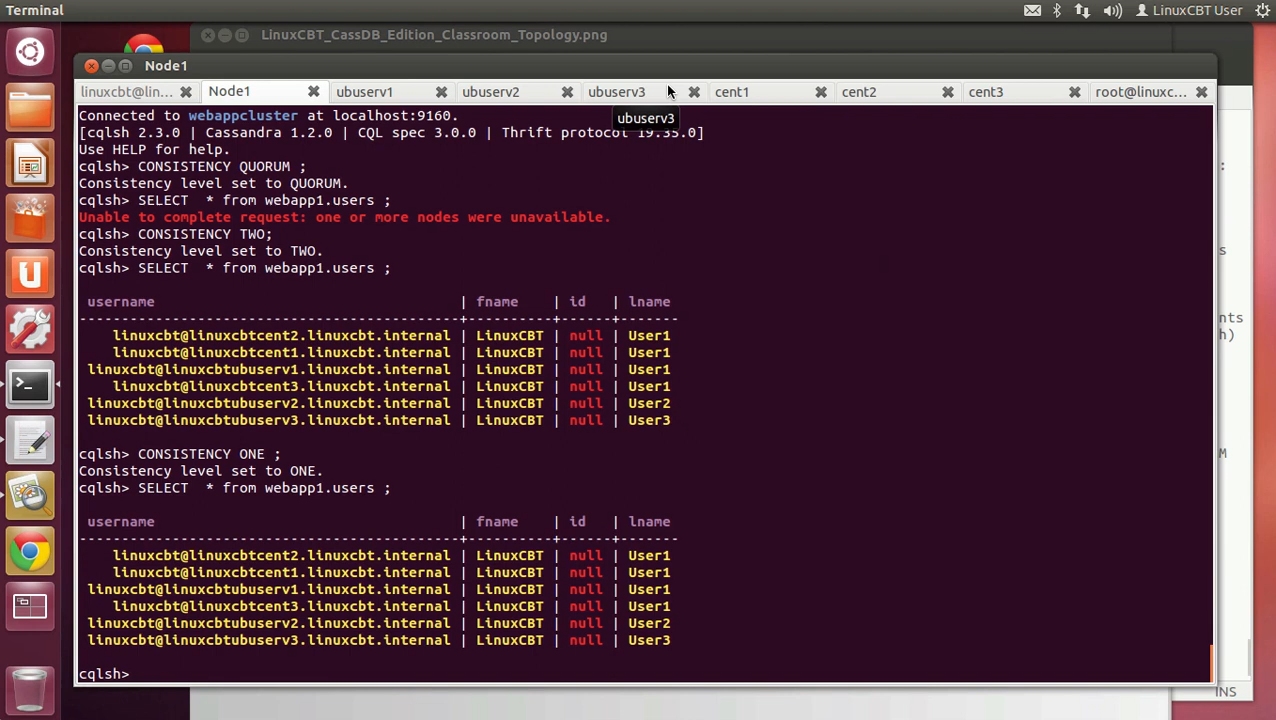 Terminal
LinuxCBT User
LinuxCBT_CassDB_Edition_Classroom_Topology.png
Node1
linuxcbt@lin... Node1 ubuserv1 ubuserv2 ubuserv3 cent1 cent2 cent3 root@linuxc...
ubuserv3
Connected to webappcluster at localhost:9160.
[cqlsh 2.3.0 | Cassandra 1.2.0 | CQL spec 3.0.0 | Thrift protocol 19.35.0]
Use HELP for help.
cqlsh> CONSISTENCY QUORUM ;
Consistency level set to QUORUM.
cqlsh> SELECT  * from webapp1.users ;
Unable to complete request: one or more nodes were unavailable.
cqlsh> CONSISTENCY TWO;
Consistency level set to TWO.
cqlsh> SELECT  * from webapp1.users ;
username | fname | id | lname
linuxcbt@linuxcbtcent2.linuxcbt.internal | LinuxCBT | null | User1
linuxcbt@linuxcbtcent1.linuxcbt.internal | LinuxCBT | null | User1
linuxcbt@linuxcbtubuserv1.linuxcbt.internal | LinuxCBT | null | User1
linuxcbt@linuxcbtcent3.linuxcbt.internal | LinuxCBT | null | User1
linuxcbt@linuxcbtubuserv2.linuxcbt.internal | LinuxCBT | null | User2
linuxcbt@linuxcbtubuserv3.linuxcbt.internal | LinuxCBT | null | User3
cqlsh> CONSISTENCY ONE ;
Consistency level set to ONE.
cqlsh> SELECT  * from webapp1.users ;
username | fname | id | lname
linuxcbt@linuxcbtcent2.linuxcbt.internal | LinuxCBT | null | User1
linuxcbt@linuxcbtcent1.linuxcbt.internal | LinuxCBT | null | User1
linuxcbt@linuxcbtubuserv1.linuxcbt.internal | LinuxCBT | null | User1
linuxcbt@linuxcbtcent3.linuxcbt.internal | LinuxCBT | null | User1
linuxcbt@linuxcbtubuserv2.linuxcbt.internal | LinuxCBT | null | User2
linuxcbt@linuxcbtubuserv3.linuxcbt.internal | LinuxCBT | null | User3
cqlsh>
INS